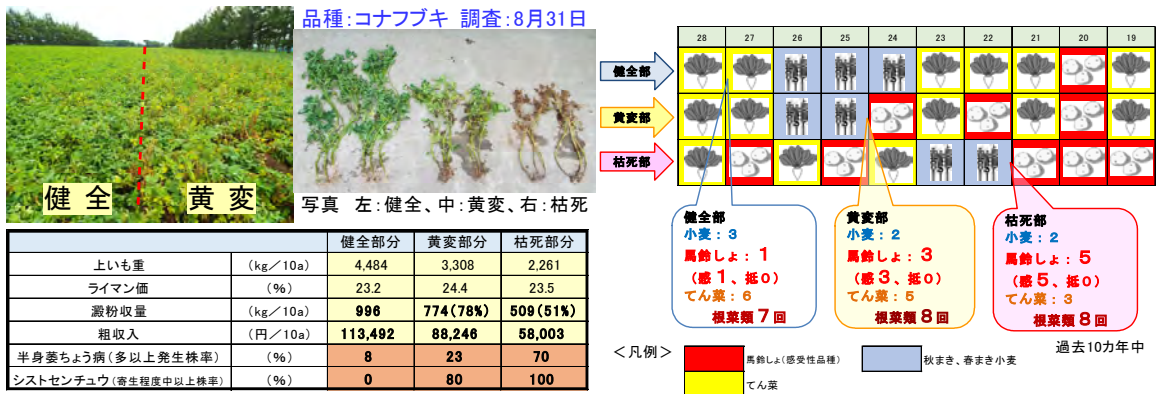 品種:コナフブキ 調査:8月31日
健 全
黄 変
写真 左:健全、中:黄変、右:枯死
健全部分 黄変部分 枯死部分
上いも重 (kg/10a) 4,484 3,308 2,261
ライマン価 (%) 23.2 24.4 23.5
澱粉収量 (kg/10a) 996 774(78%) 509(51%)
粗収入 (円/10a) 113,492 88,246 58,003
半身萎ちょう病(多以上発生株率) (%) 8 23 70
シストセンチュウ(寄生程度中以上株率) (%) 0 80 100
28 27 26 25 24 23 22 21 20 19
健全部
黄変部
枯死部
健全部
小麦:3
馬鈴しょ:1
(感1、抵0)
てん菜:6
根菜類7回
黄変部
小麦:2
馬鈴しょ:3
(感3、抵0)
てん菜:5
根菜類8回
枯死部
小麦:2
馬鈴しょ:5
(感5、抵0)
てん菜:3
根菜類8回
過去10カ年中
<凡例>
馬鈴しょ(感受性品種)
秋まき、春まき小麦
てん菜